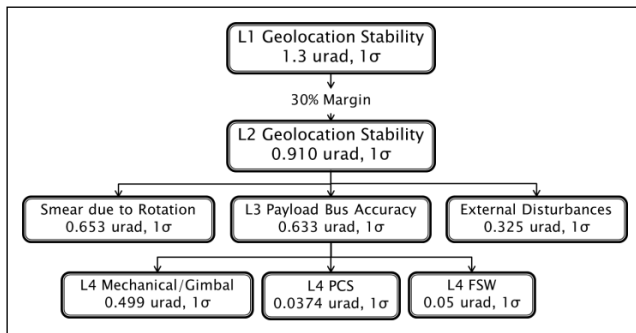 L1 Geolocation Stability
1.3 urad, 1σ
30% Margin
L2 Geolocation Stability
0.910 urad, 1σ
Smear due to Rotation
0.653 urad, 1σ
L3 Payload Bus Accuracy
0.633 urad, 1σ
External Disturbances
0.325 urad, 1σ
L4 Mechanical/Gimbal
0.499 urad, 1σ
L4 PCS
0.0374 urad, 1σ
L4 FSW
0.05 urad, 1σ